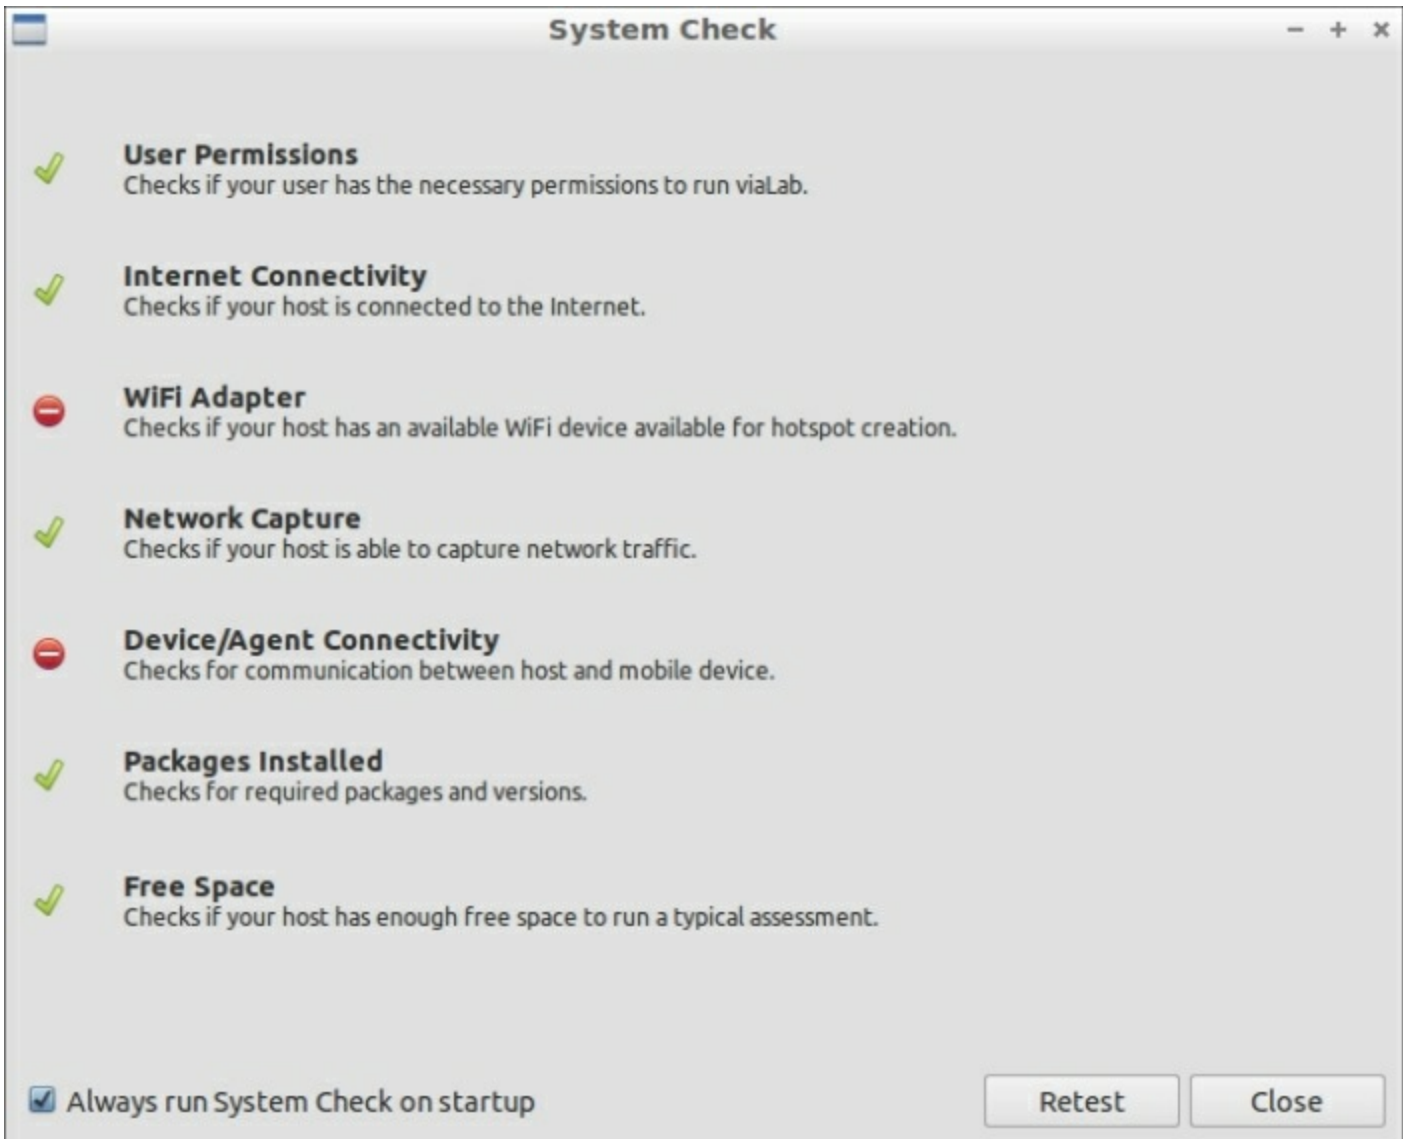 System Check
User Permissions
Checks if your user has the necessary permissions to run viaLab.
Internet Connectivity
Checks if your host is connected to the Internet.
WiFi Adapter
Checks if your host has an available WiFi device available for hotspot creation.
Network Capture
Checks if your host is able to capture network traffic.
Device/Agent Connectivity
Checks for communication between host and mobile device.
Packages Installed
Checks for required packages and versions.
Free Space
Checks if your host has enough free space to run a typical assessment.
Always run System Check on startup
Retest
Close